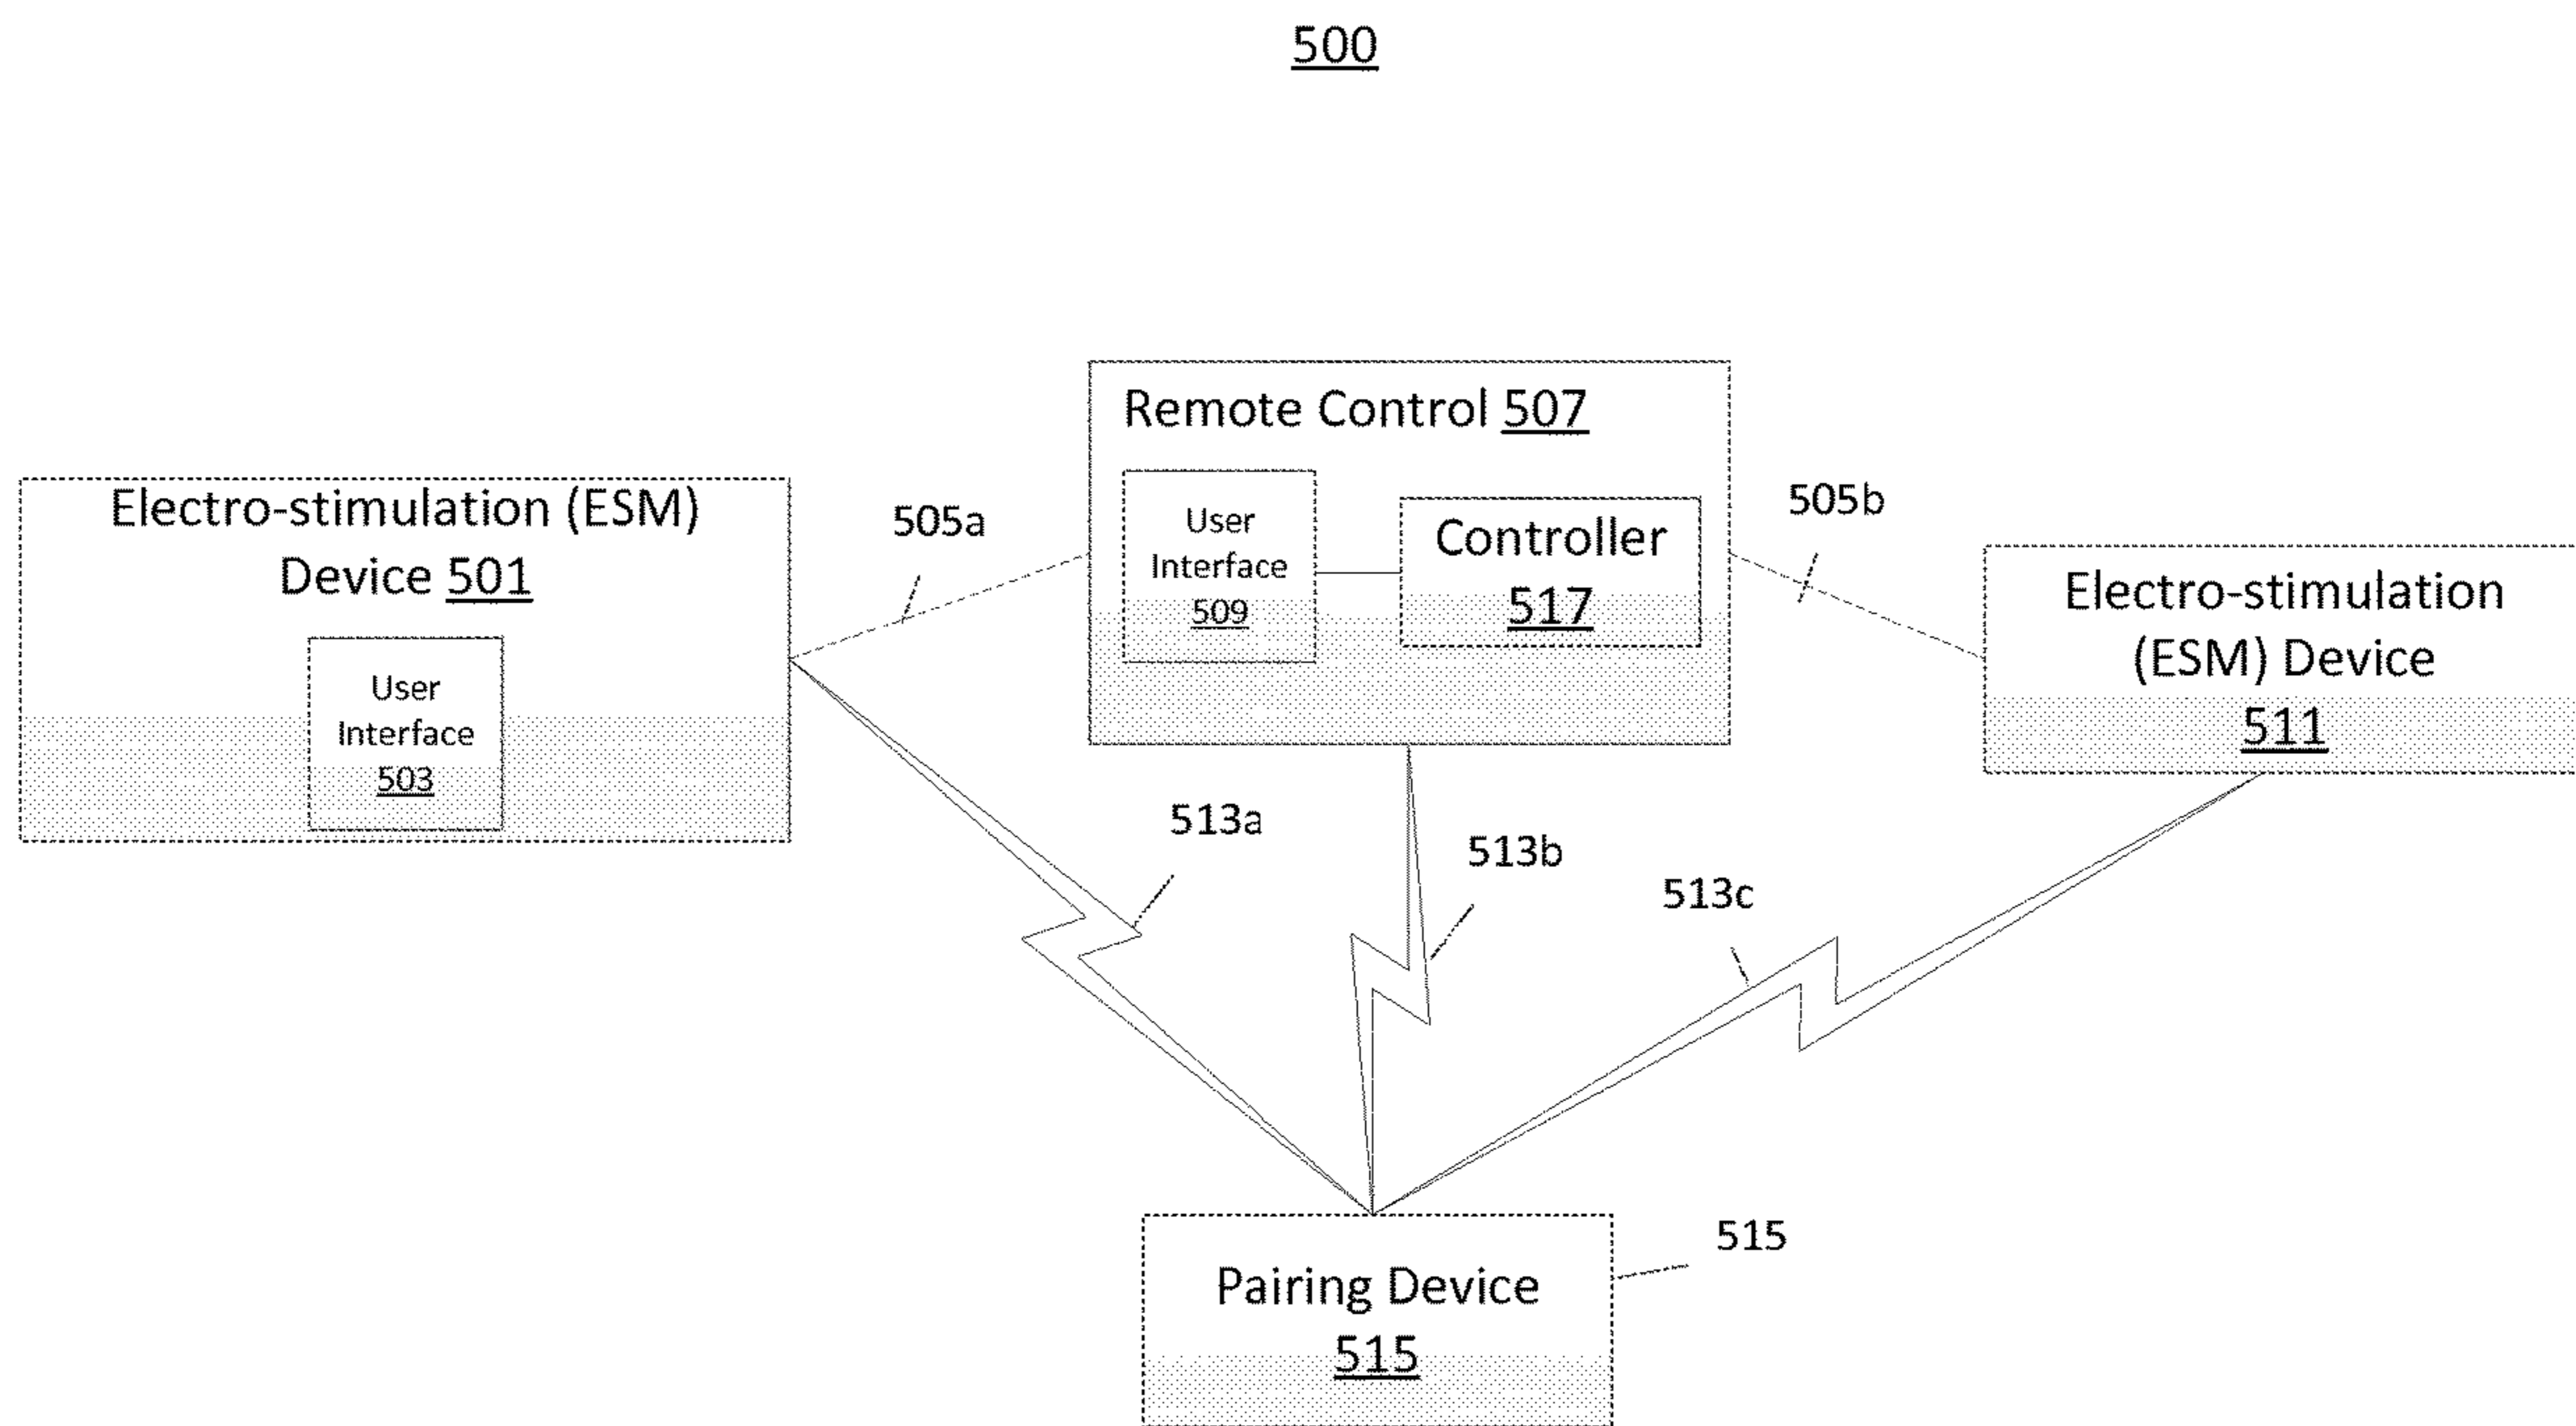 500
Remote Control 507
User
Interface
509
Controller
517
Electro-stimulation (ESM)
Device 501
User
Interface
503
505a
505b
Electro-stimulation
(ESM) Device
511
513a
513b
513c
Pairing Device
515
515